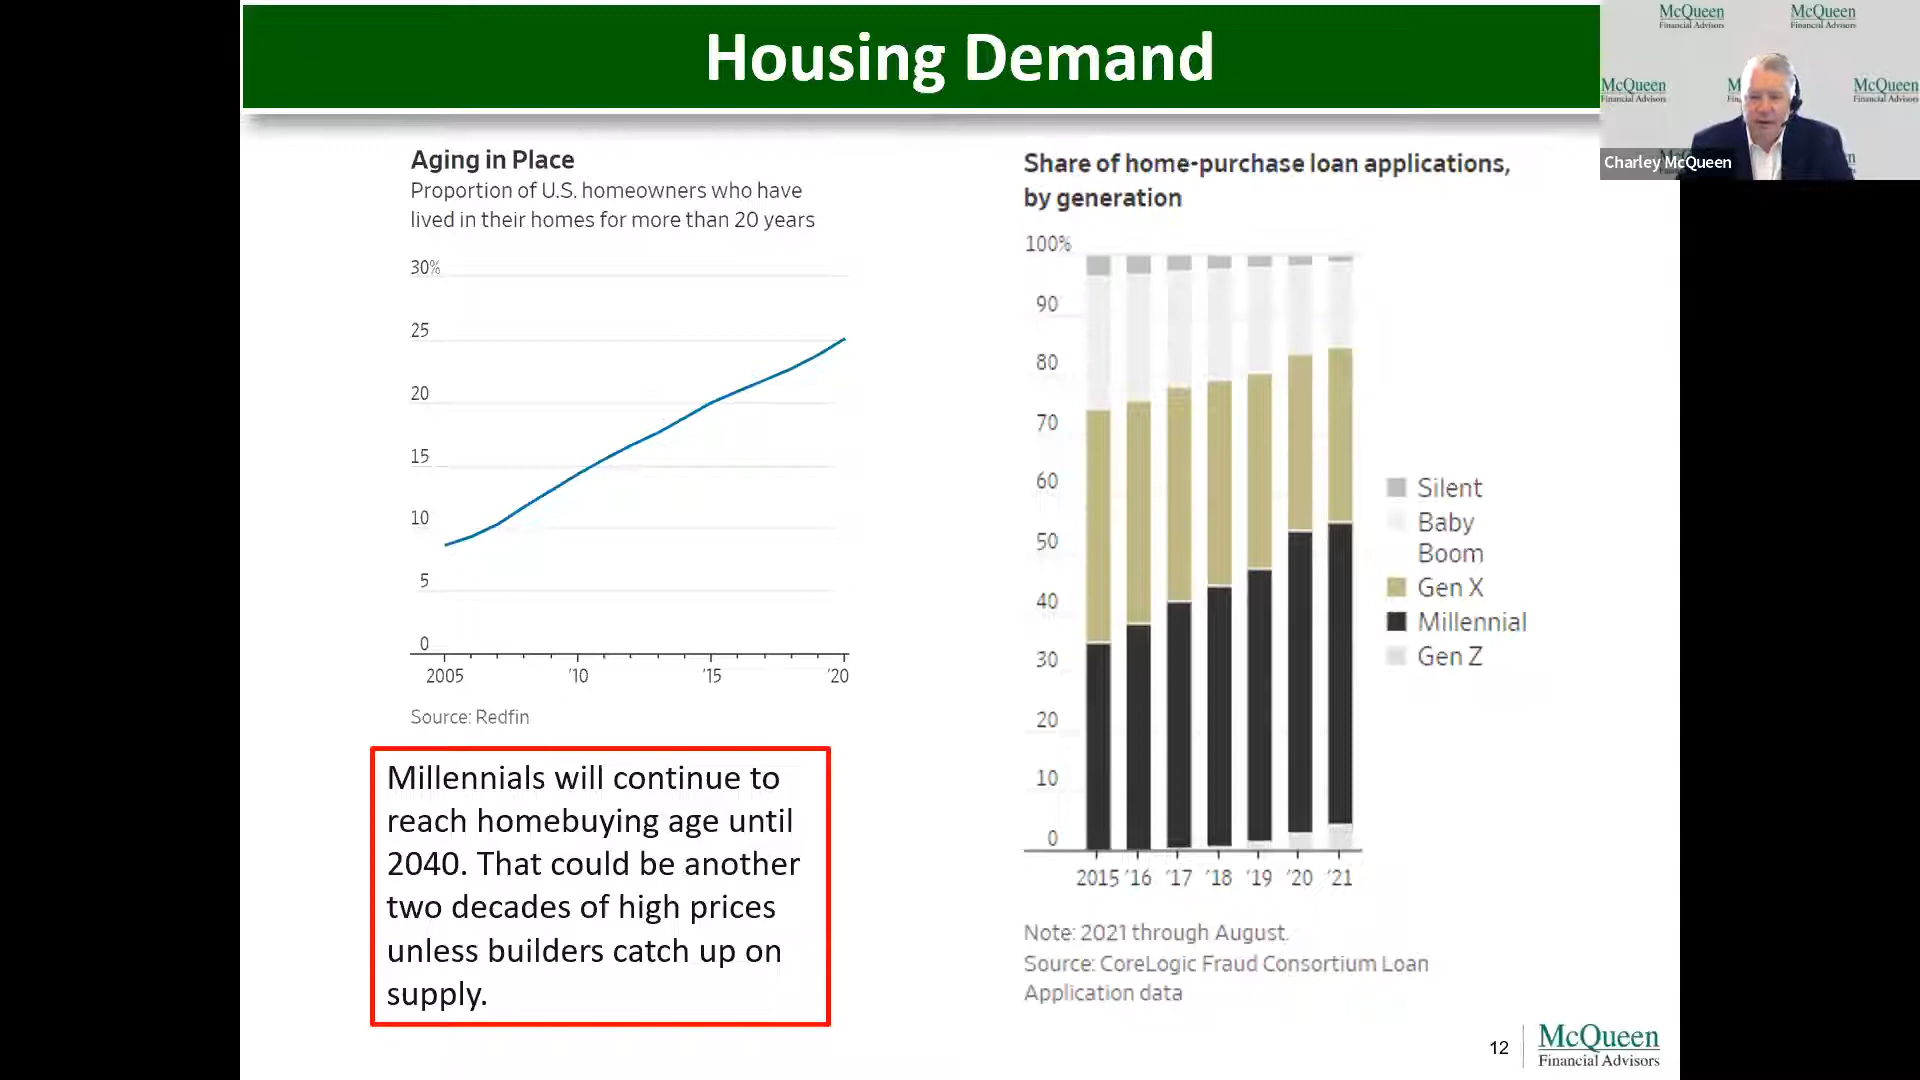 Housing Demand
McQueen
Financial Advisors
McQueen
Financial Advisors
McQueen
Financial Advisors
McQueen
Financial Advisors
Charley McQueen
Aging in Place
Proportion of U.S. homeowners who have
lived in their homes for more than 20 years
30%
25
20
15
10
5
0
2005 '10 '15 '20
Source: Redfin
Millennials will continue to
reach homebuying age until
2040. That could be another
two decades of high prices
unless builders catch up on
supply.
Share of home-purchase loan applications,
by generation
100%
90
80
70
60
50
40
30
20
10
0
2015 '16 '17 '18 '19 '20 '21
Silent
Baby
Boom
Gen X
Millennial
Gen Z
Note: 2021 through August.
Source: CoreLogic Fraud Consortium Loan
Application data
12
McQueen
Financial Advisors